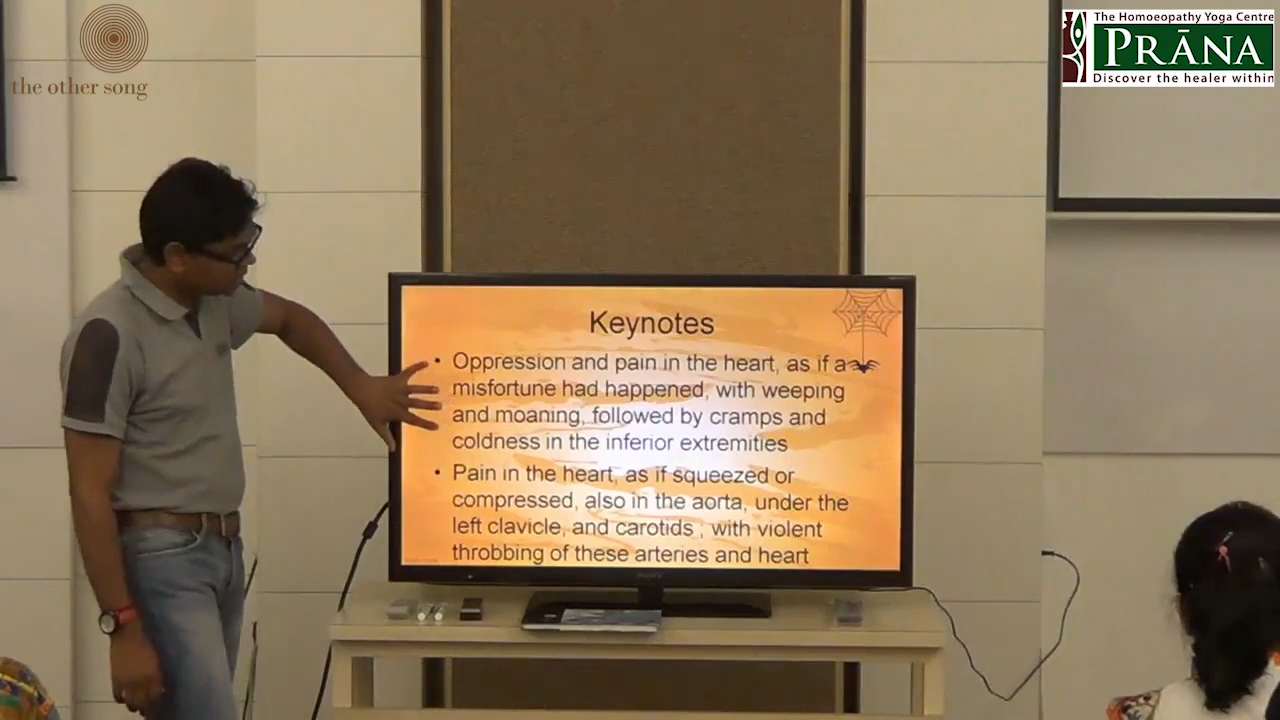 the other song
The Homoeopathy Yoga Centre
PRĀNA
Discover the healer within
Keynotes
• Oppression and pain in the heart, as if a
misfortune had happened, with weeping
and moaning, followed by cramps and
coldness in the inferior extremities
• Pain in the heart, as if squeezed or
compressed, also in the aorta, under the
left clavicle, and carotids ; with violent
throbbing of these arteries and heart
SONY